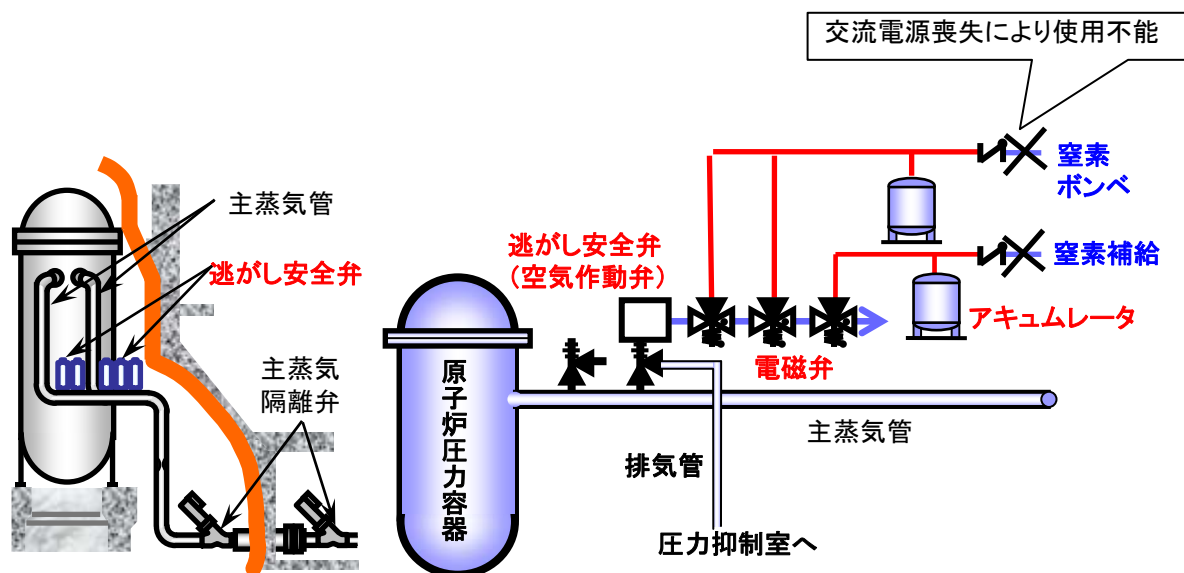 交流電源喪失により使用不能
主蒸気管
逃がし安全弁
主蒸気
隔離弁
逃がし安全弁
（空気作動弁）
窒素
ボンベ
窒素補給
アキュムレータ
電磁弁
主蒸気管
原子炉圧力容器
排気管
圧力抑制室へ